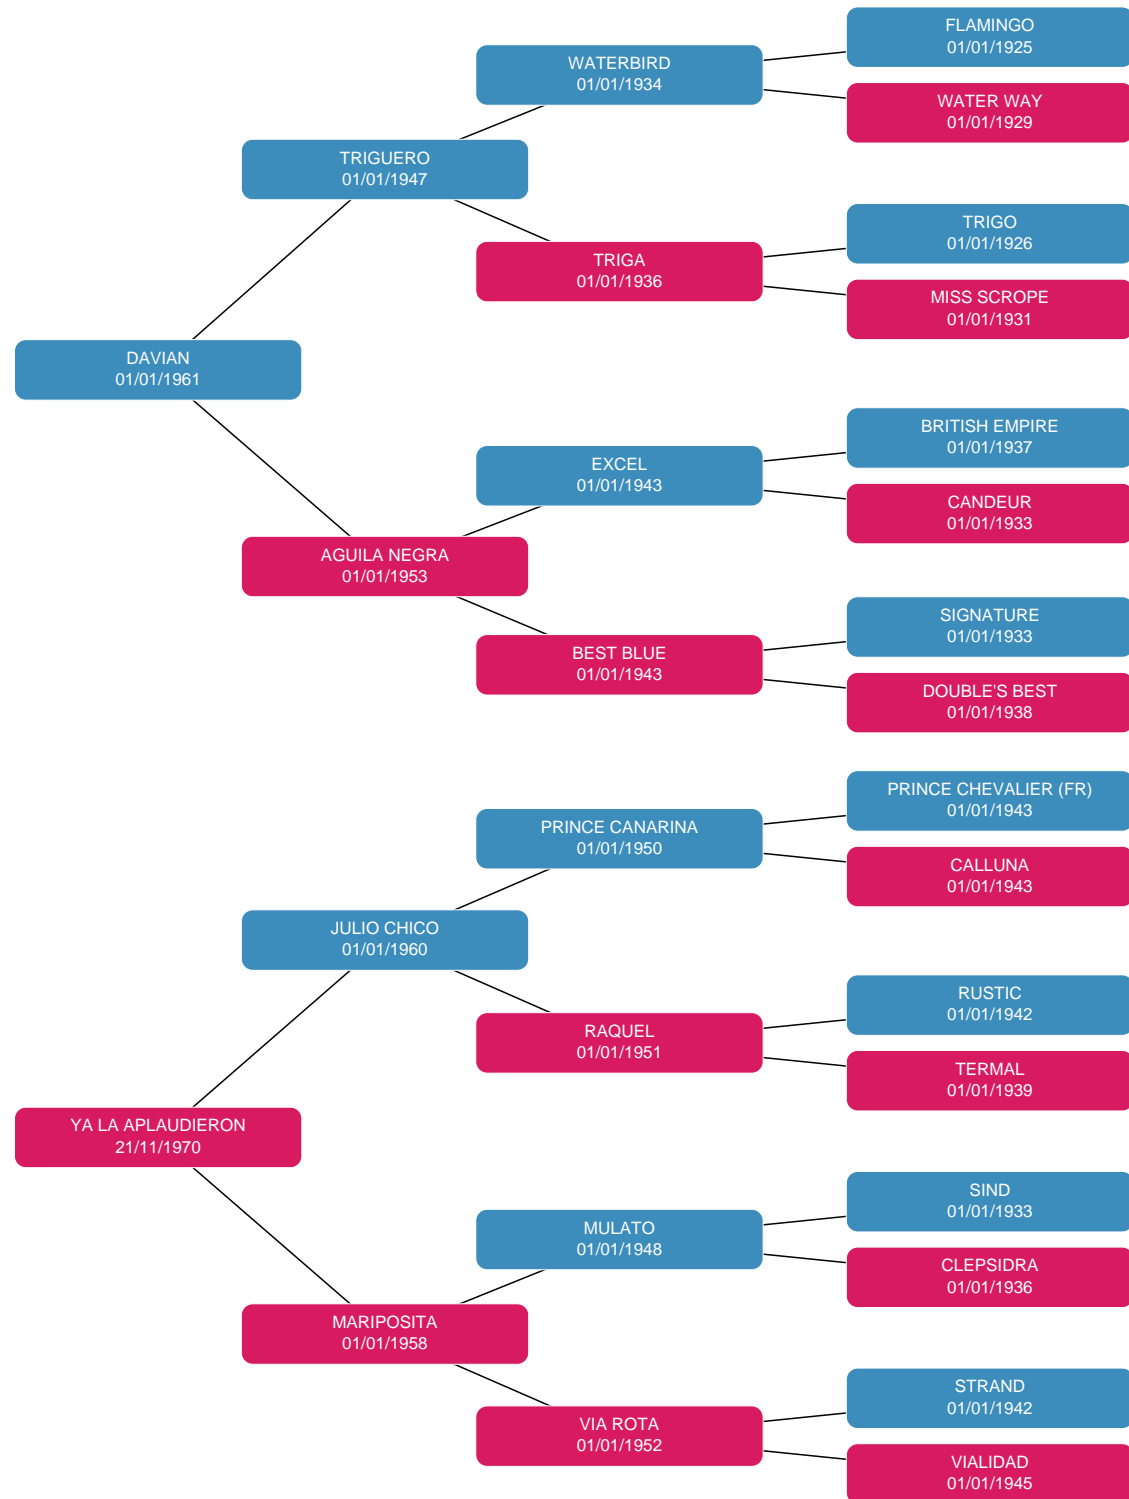 FLAMINGO
01/01/1925
WATERBIRD
01/01/1934
WATER WAY
01/01/1929
TRIGUERO
01/01/1947
TRIGO
01/01/1926
TRIGA
01/01/1936
MISS SCROPE
01/01/1931
DAVIAN
01/01/1961
BRITISH EMPIRE
01/01/1937
EXCEL
01/01/1943
CANDEUR
01/01/1933
AGUILA NEGRA
01/01/1953
SIGNATURE
01/01/1933
BEST BLUE
01/01/1943
DOUBLE'S BEST
01/01/1938
PRINCE CHEVALIER (FR)
01/01/1943
PRINCE CANARINA
01/01/1950
CALLUNA
01/01/1943
JULIO CHICO
01/01/1960
RUSTIC
01/01/1942
RAQUEL
01/01/1951
TERMAL
01/01/1939
YA LA APLAUDIERON
21/11/1970
SIND
01/01/1933
MULATO
01/01/1948
CLEPSIDRA
01/01/1936
MARIPOSITA
01/01/1958
STRAND
01/01/1942
VIA ROTA
01/01/1952
VIALIDAD
01/01/1945